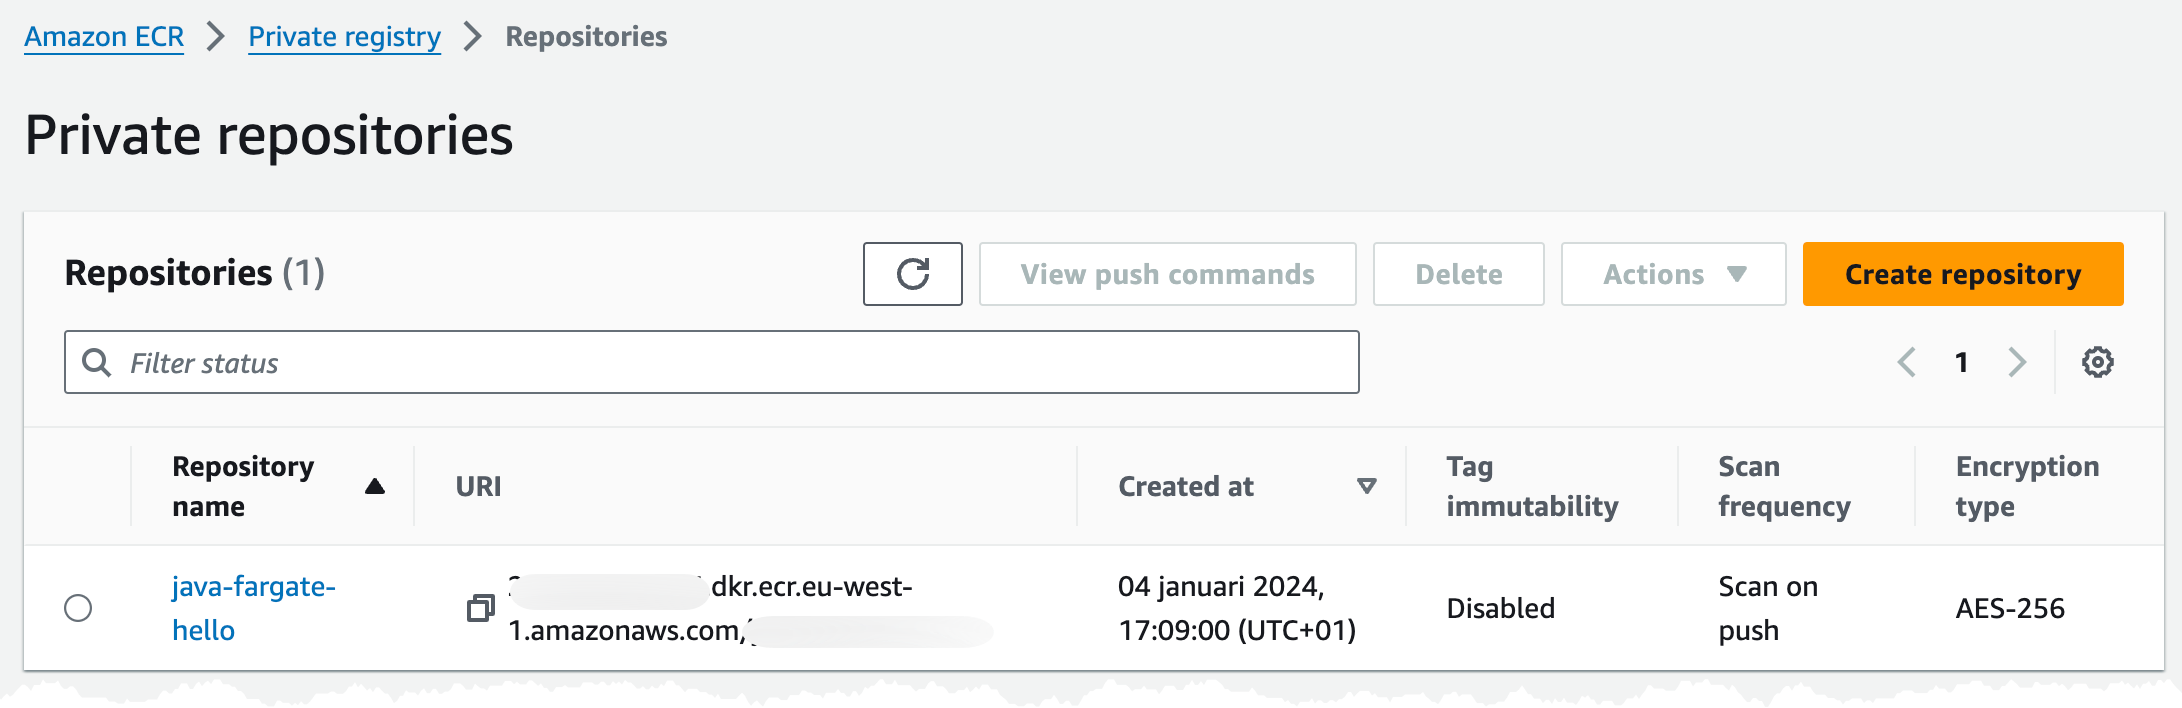 Amazon ECR > Private registry > Repositories
Private repositories
Repositories (1) View push commands Delete Actions Create repository
Filter status 1
Repository name URI Created at Tag immutability Scan frequency Encryption type
java-fargate- dkr.ecr.eu-west- 04 januari 2024, Disabled Scan on AES-256
hello 1.amazonaws.com/ 17:09:00 (UTC+01) push